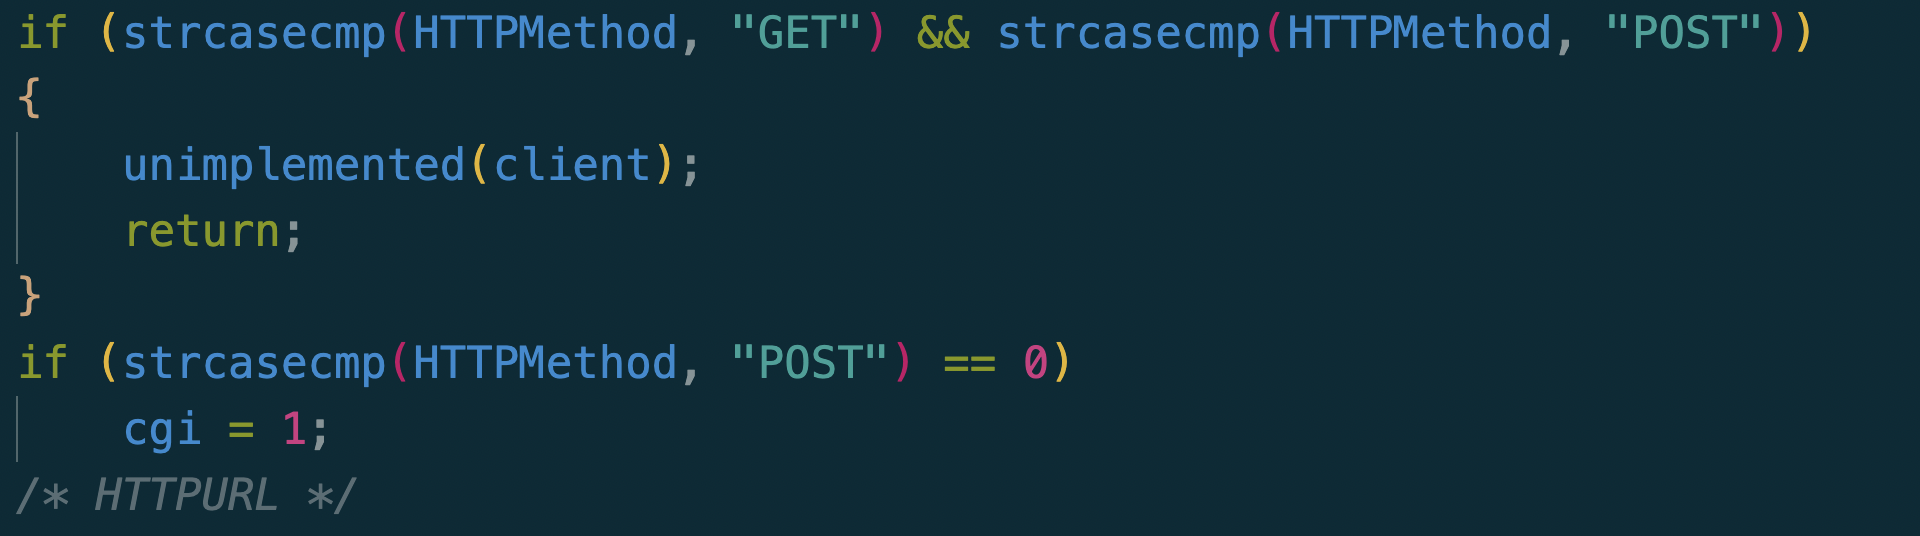 if (strcasecmp(HTTPMethod, "GET") && strcasecmp(HTTPMethod, "POST"))
{
    unimplemented(client);
    return;
}
if (strcasecmp(HTTPMethod, "POST") == 0)
    cgi = 1;
/* HTTPURL */